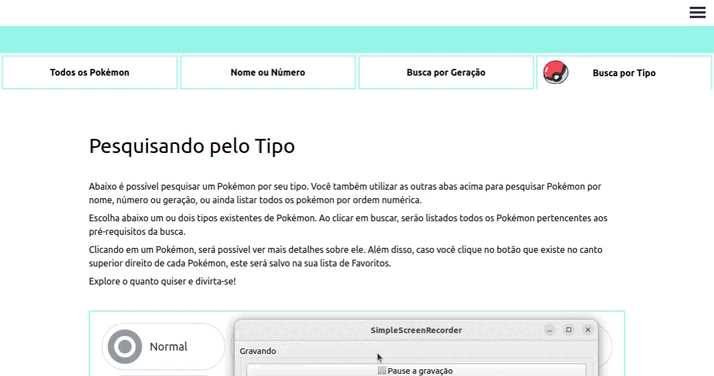 Todos os Pokémon
Nome ou Número
Busca por Geração
Busca por Tipo
Pesquisando pelo Tipo
Abaixo é possível pesquisar um Pokémon por seu tipo. Você também utilizar as outras abas acima para pesquisar Pokémon por
nome, número ou geração, ou ainda listar todos os pokémon por ordem numérica.
Escolha abaixo um ou dois tipos existentes de Pokémon. Ao clicar em buscar, serão listados todos os Pokémon pertencentes aos
pré-requisitos da busca.
Clicando em um Pokémon, será possível ver mais detalhes sobre ele. Além disso, caso você clique no botão que existe no canto
superior direito de cada Pokémon, este será salvo na sua lista de Favoritos.
Explore o quanto quiser e divirta-se!
Normal
SimpleScreenRecorder
Gravando
Pause a gravação